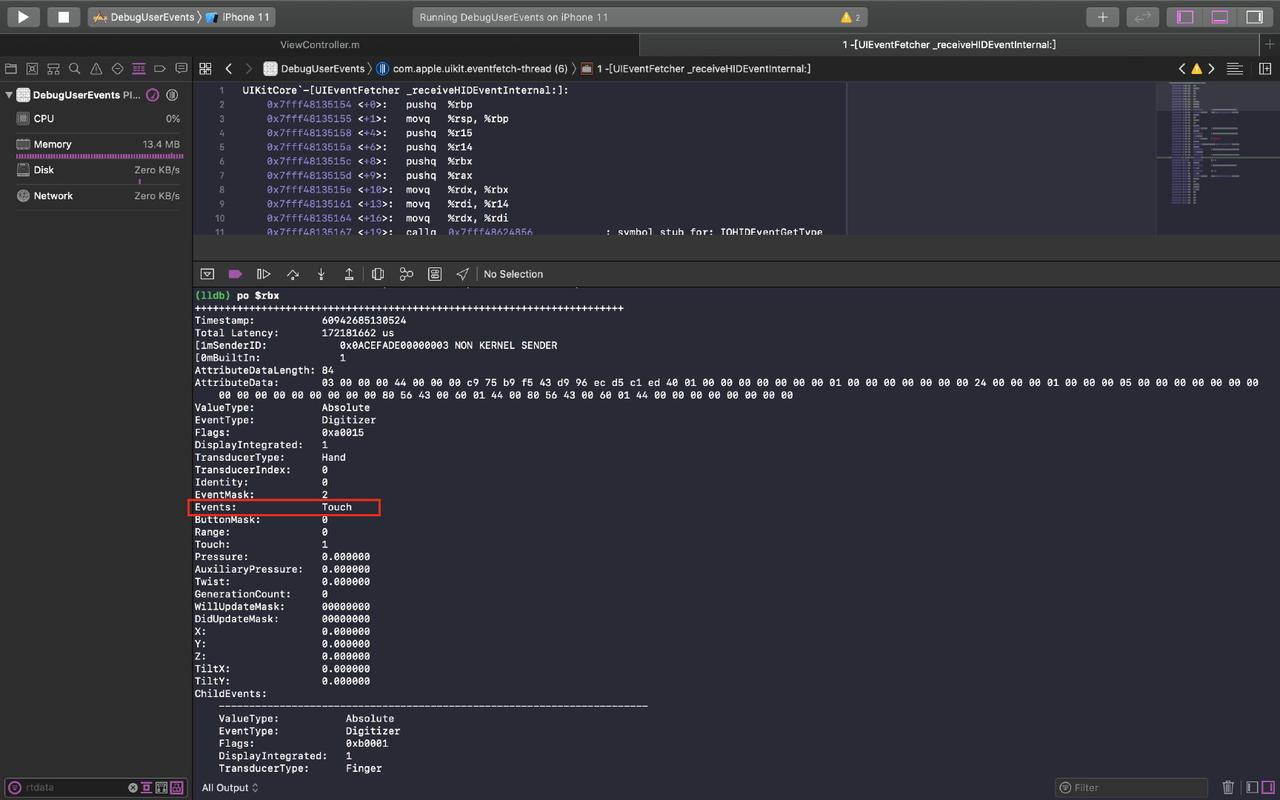 DebugUserEvents 〉 iPhone 11
Running DebugUserEvents on iPhone 11
2
ViewController.m
1 -[UIEventFetcher _receiveHIDEventInternal:]
DebugUserEvents 〉 com.apple.uikit.eventfetch-thread (6) 〉 1 -[UIEventFetcher _receiveHIDEventInternal:]
DebugUserEvents PI...
CPU 0%
Memory 13.4 MB
Disk Zero KB/s
Network Zero KB/s
1 UIKitCore`-[UIEventFetcher _receiveHIDEventInternal:]:
2 0x7fff48135154 <+0>: pushq %rbp
3 0x7fff48135155 <+1>: movq %rsp, %rbp
4 0x7fff48135158 <+4>: pushq %r15
5 0x7fff4813515a <+6>: pushq %r14
6 0x7fff4813515c <+8>: pushq %rbx
7 0x7fff4813515d <+9>: pushq %rax
8 0x7fff4813515e <+10>: movq %rdx, %rbx
9 0x7fff48135161 <+13>: movq %rdi, %r14
10 0x7fff48135164 <+16>: movq %rdx, %rdi
11 0x7fff48135167 <+19>: callq 0x7fff48624856 ; symbol stub for: IOHIDEventGetType
No Selection
(lldb) po $rbx
+++++++++++++++++++++++++++++++++++++++++++++++++++++++++++++++++++++++
Timestamp: 60942685130524
Total Latency: 172181662 us
[1mSenderID: 0x0ACEFADE00000003 NON KERNEL SENDER
[0mBuiltIn: 1
AttributeDataLength: 84
AttributeData: 03 00 00 00 44 00 00 00 c9 75 b9 f5 43 d9 96 ec d5 c1 ed 40 01 00 00 00 00 00 00 00 01 00 00 00 00 00 00 00 24 00 00 00 01 00 00 00 05 00 00 00 00 00 00 00
00 00 00 00 00 00 00 00 00 80 56 43 00 60 01 44 00 80 56 43 00 60 01 44 00 00 00 00 00 00 00 00
ValueType: Absolute
EventType: Digitizer
Flags: 0xa0015
DisplayIntegrated: 1
TransducerType: Hand
TransducerIndex: 0
Identity: 0
EventMask: 2
Events: Touch
ButtonMask: 0
Range: 0
Touch: 1
Pressure: 0.000000
AuxiliaryPressure: 0.000000
Twist: 0.000000
GenerationCount: 0
WillUpdateMask: 00000000
DidUpdateMask: 00000000
X: 0.000000
Y: 0.000000
Z: 0.000000
TiltX: 0.000000
TiltY: 0.000000
ChildEvents:
-----------------------------------------------------------------------
ValueType: Absolute
EventType: Digitizer
Flags: 0xb0001
DisplayIntegrated: 1
TransducerType: Finger
rtdata
All Output
Filter